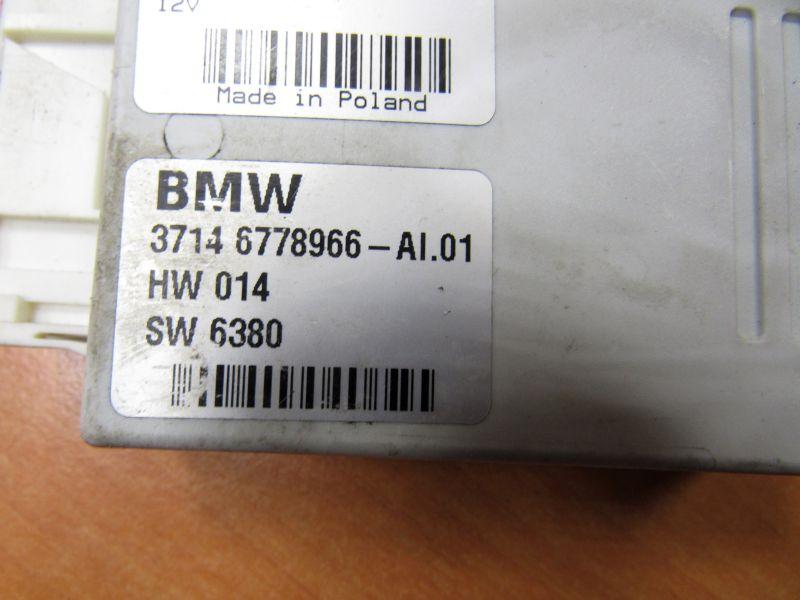 12V
Made in Poland
BMW
3714 6778966-AI.01
HW 014
SW 6380